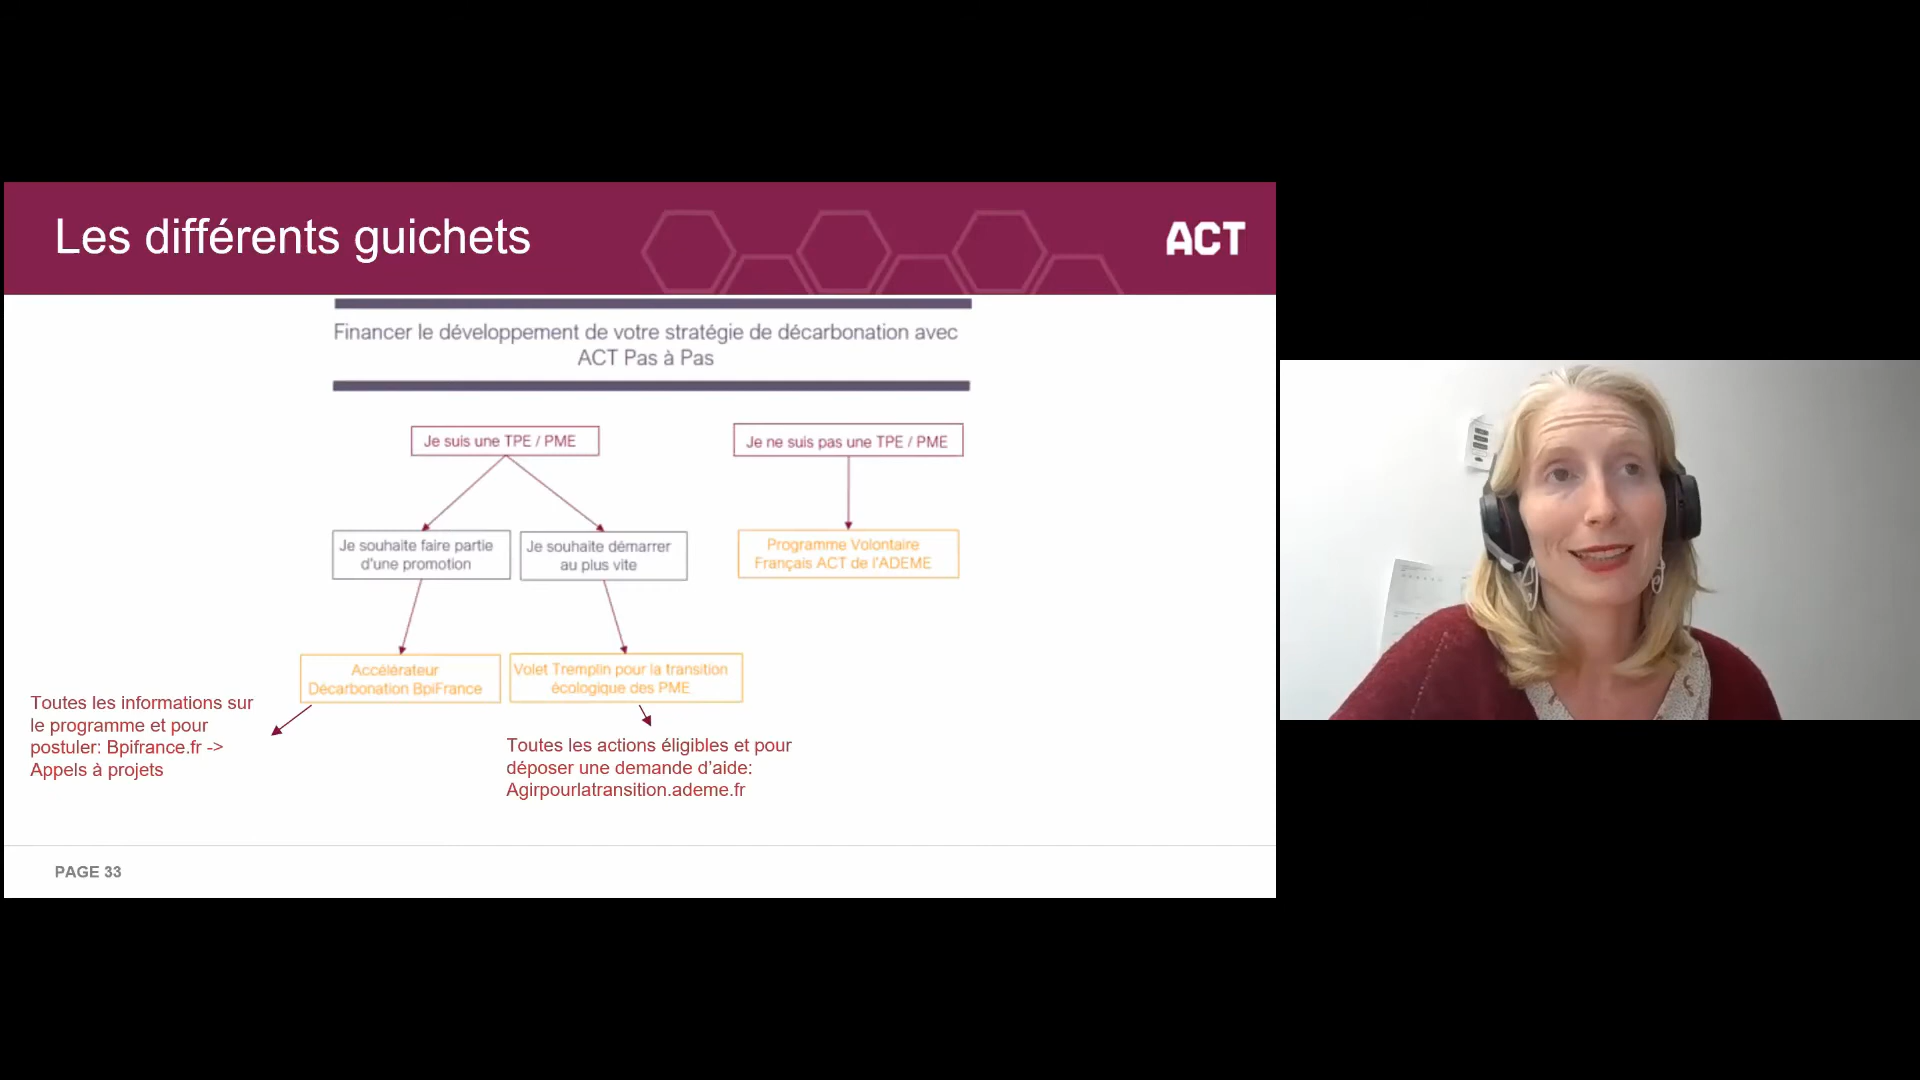 Les différents guichets
ACT
Financer le développement de votre stratégie de décarbonation avec
ACT Pas à Pas
Je suis une TPE / PME
Je ne suis pas une TPE / PME
Je souhaite faire partie
d'une promotion
Je souhaite démarrer
au plus vite
Programme Volontaire
Français ACT de l'ADEME
Accélérateur
Décarbonation BpiFrance
Volet Tremplin pour la transition
écologique des PME
Toutes les informations sur
le programme et pour
postuler: Bpifrance.fr ->
Appels à projets
Toutes les actions éligibles et pour
déposer une demande d’aide:
Agirpourlatransition.ademe.fr
PAGE 33